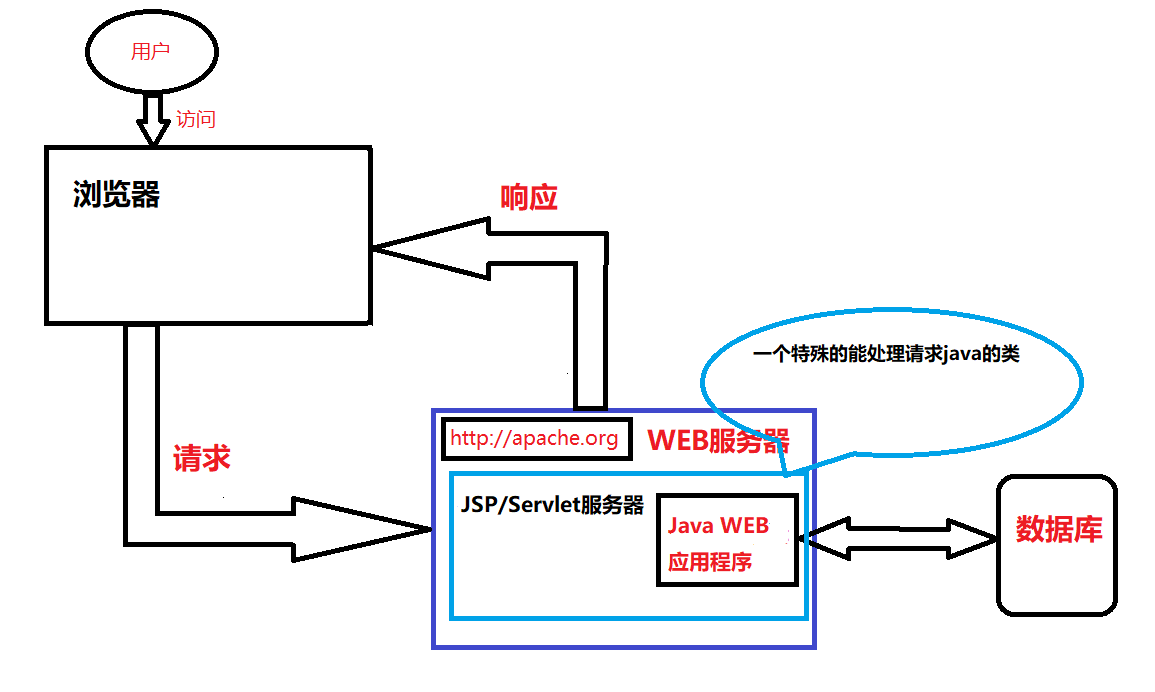 用户
访问
浏览器
响应
一个特殊的能处理请求java的类
请求
http://apache.org
WEB服务器
JSP/Servlet服务器
Java WEB
应用程序
数据库